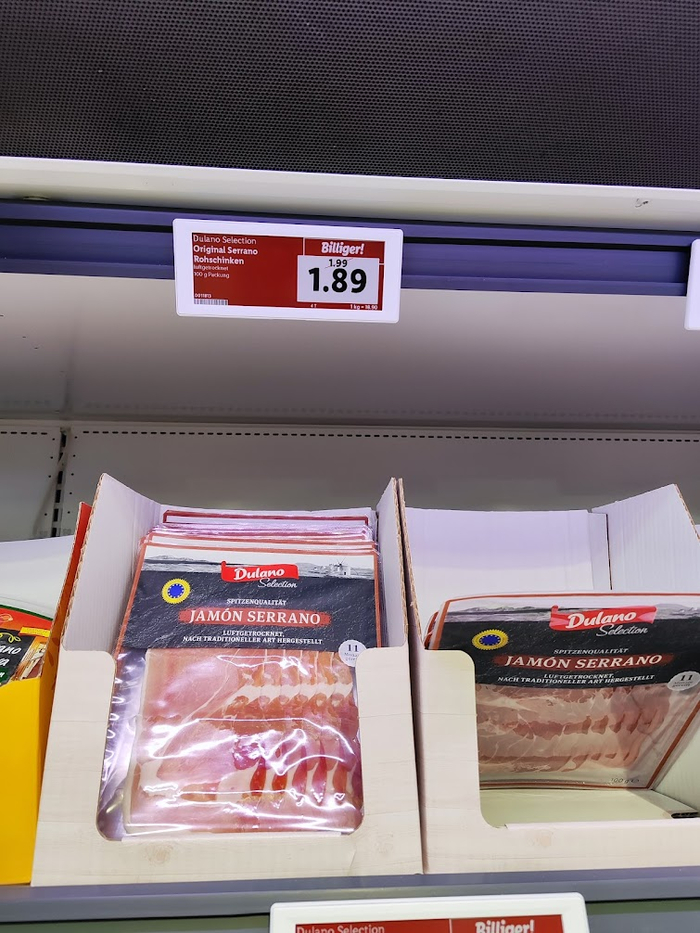 Dulano Selection
Original Serrano
Rohschinken
luftgetrocknet
100 g Packung
Billiger!
1.99
1.89
1 kg = 18.90
Dulano
Selection
SPITZENQUALITÄT
JAMÓN SERRANO
LUFTGETROCKNET,
NACH TRADITIONELLER ART HERGESTELLT
11
Dulano
Selection
SPITZENQUALITÄT
JAMÓN SERRANO
LUFTGETROCKNET,
NACH TRADITIONELLER ART HERGESTELLT
11
Dulano Selection
Billiger!